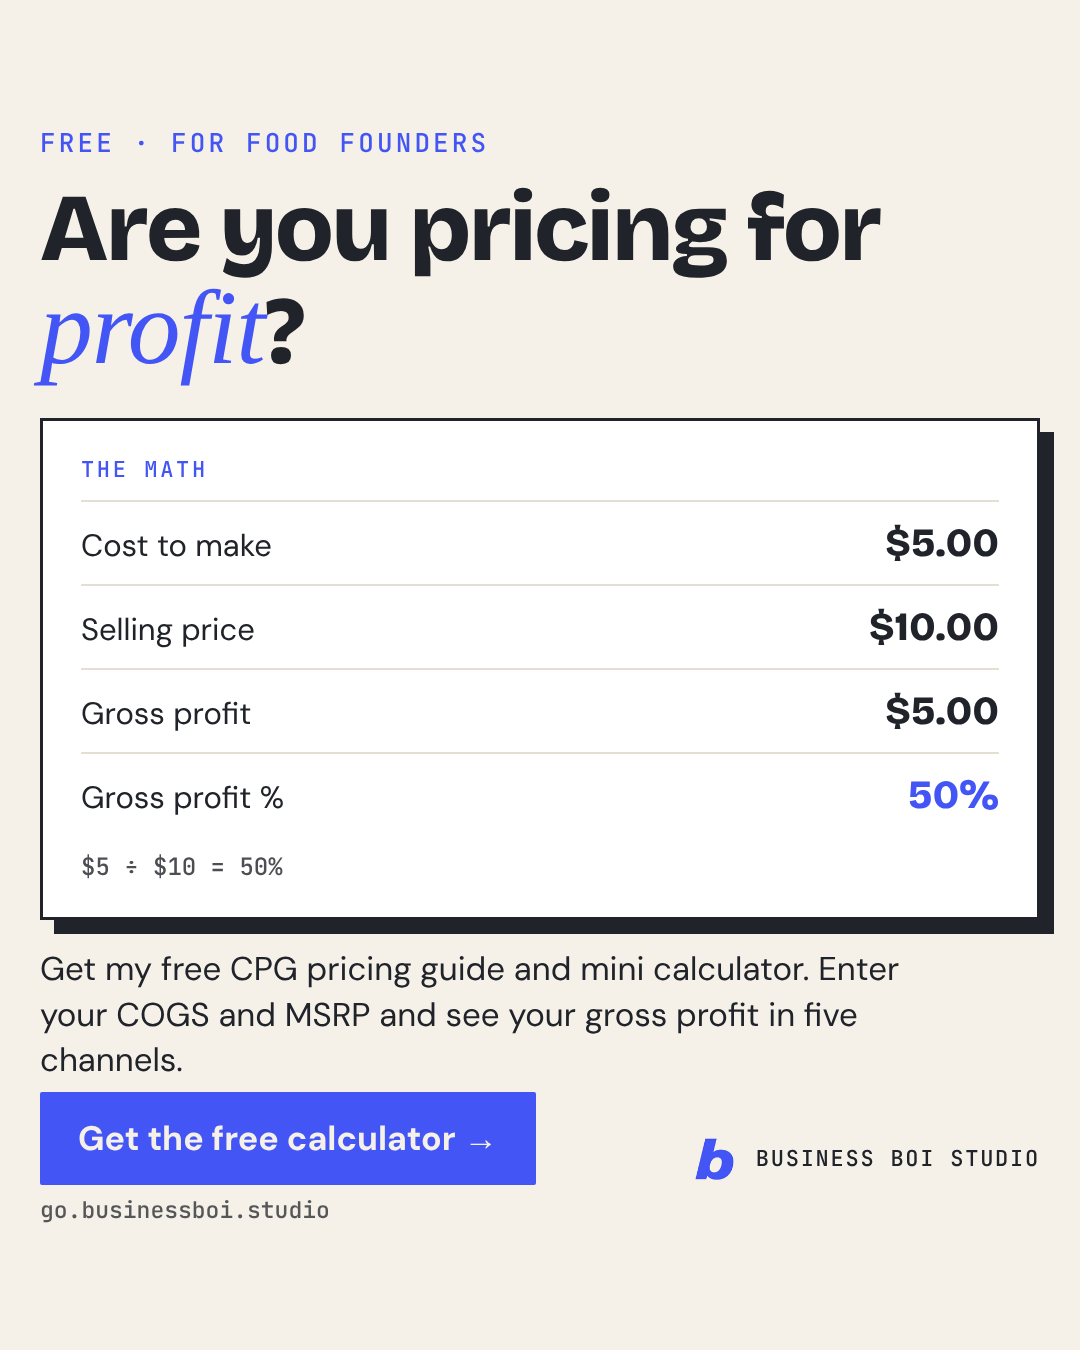 FREE · FOR FOOD FOUNDERS
Are you pricing for
profit?
THE MATH
Cost to make $5.00
Selling price $10.00
Gross profit $5.00
Gross profit % 50%
$5 ÷ $10 = 50%
Get my free CPG pricing guide and mini calculator. Enter
your COGS and MSRP and see your gross profit in five
channels.
Get the free calculator →
b BUSINESS BOI STUDIO
go.businessboi.studio